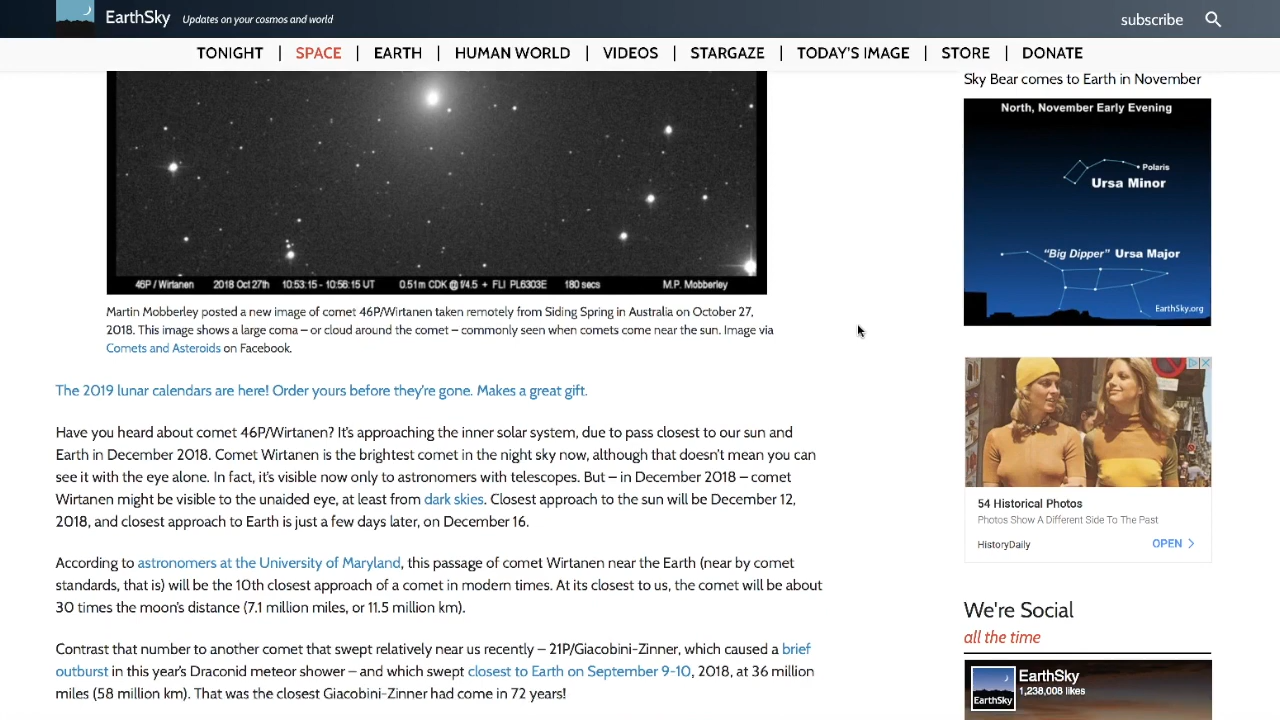 EarthSky
Updates on your cosmos and world
subscribe
TONIGHT | SPACE | EARTH | HUMAN WORLD | VIDEOS | STARGAZE | TODAY'S IMAGE | STORE | DONATE
46P / Wirtanen 2018 Oct 27th 10:53:15 - 10:56:15 UT 0.51m CDK @ f/4.5 + FLI PL6303E 180 secs M.P. Mobberley
Martin Mobberley posted a new image of comet 46P/Wirtanen taken remotely from Siding Spring in Australia on October 27,
2018. This image shows a large coma – or cloud around the comet – commonly seen when comets come near the sun. Image via
Comets and Asteroids on Facebook.
The 2019 lunar calendars are here! Order yours before they're gone. Makes a great gift.
Have you heard about comet 46P/Wirtanen? It's approaching the inner solar system, due to pass closest to our sun and
Earth in December 2018. Comet Wirtanen is the brightest comet in the night sky now, although that doesn't mean you can
see it with the eye alone. In fact, it's visible now only to astronomers with telescopes. But – in December 2018 – comet
Wirtanen might be visible to the unaided eye, at least from dark skies. Closest approach to the sun will be December 12,
2018, and closest approach to Earth is just a few days later, on December 16.
According to astronomers at the University of Maryland, this passage of comet Wirtanen near the Earth (near by comet
standards, that is) will be the 10th closest approach of a comet in modern times. At its closest to us, the comet will be about
30 times the moon's distance (7.1 million miles, or 11.5 million km).
Contrast that number to another comet that swept relatively near us recently – 21P/Giacobini-Zinner, which caused a brief
outburst in this year's Draconid meteor shower – and which swept closest to Earth on September 9-10, 2018, at 36 million
miles (58 million km). That was the closest Giacobini-Zinner had come in 72 years!
Sky Bear comes to Earth in November
North, November Early Evening
Polaris
Ursa Minor
"Big Dipper" Ursa Major
EarthSky.org
54 Historical Photos
Photos Show A Different Side To The Past
HistoryDaily
OPEN
We're Social
all the time
EarthSky
EarthSky
1,238,008 likes